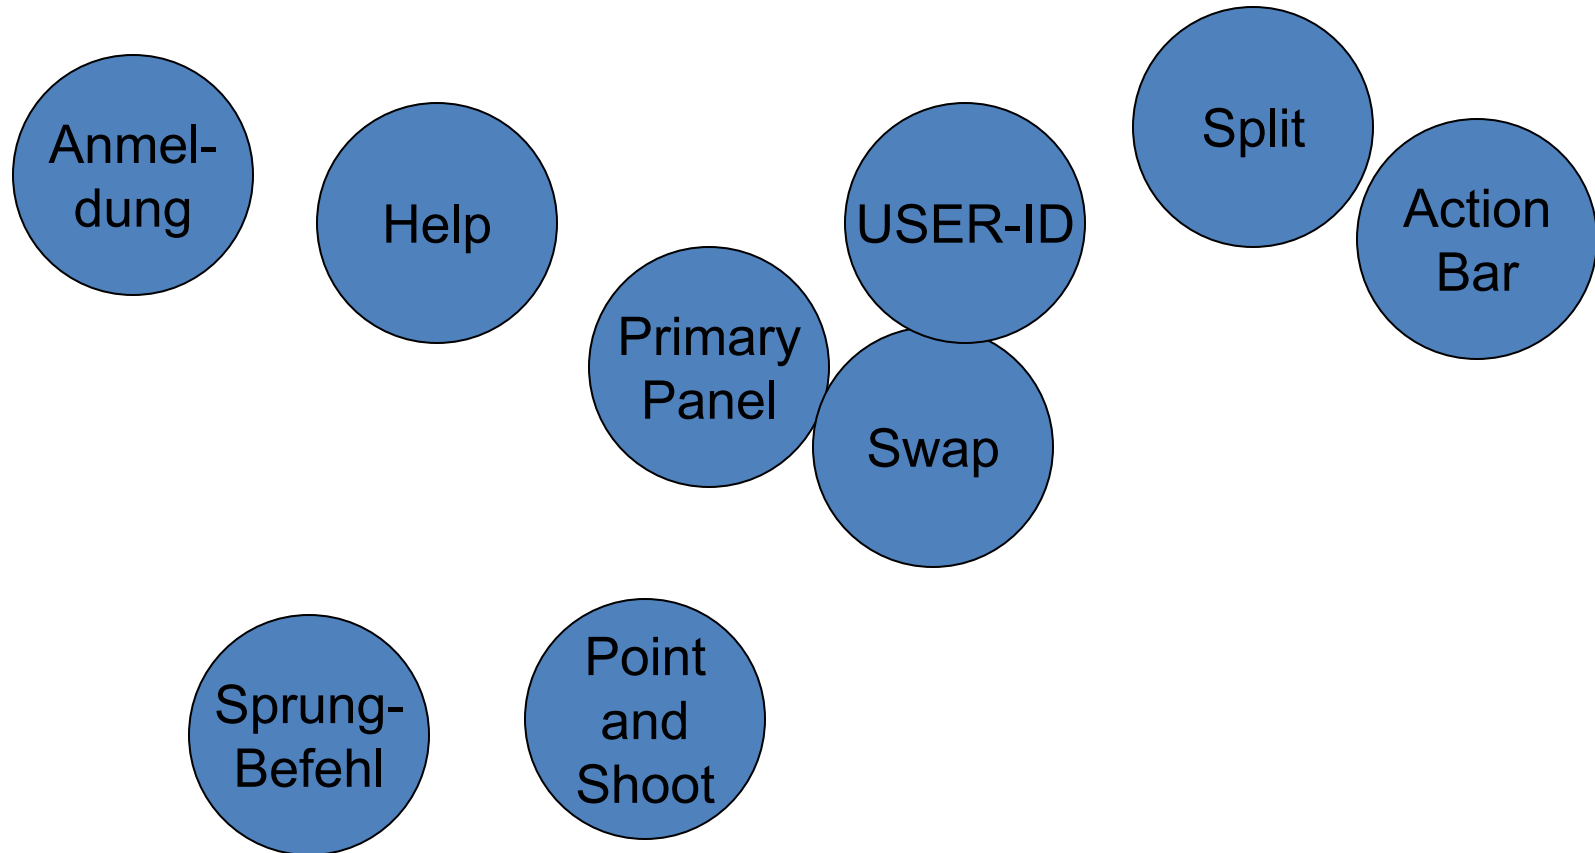 Anmel-
dung
Help
Primary
Panel
USER-ID
Swap
Split
Action
Bar
Sprung-
Befehl
Point
and
Shoot